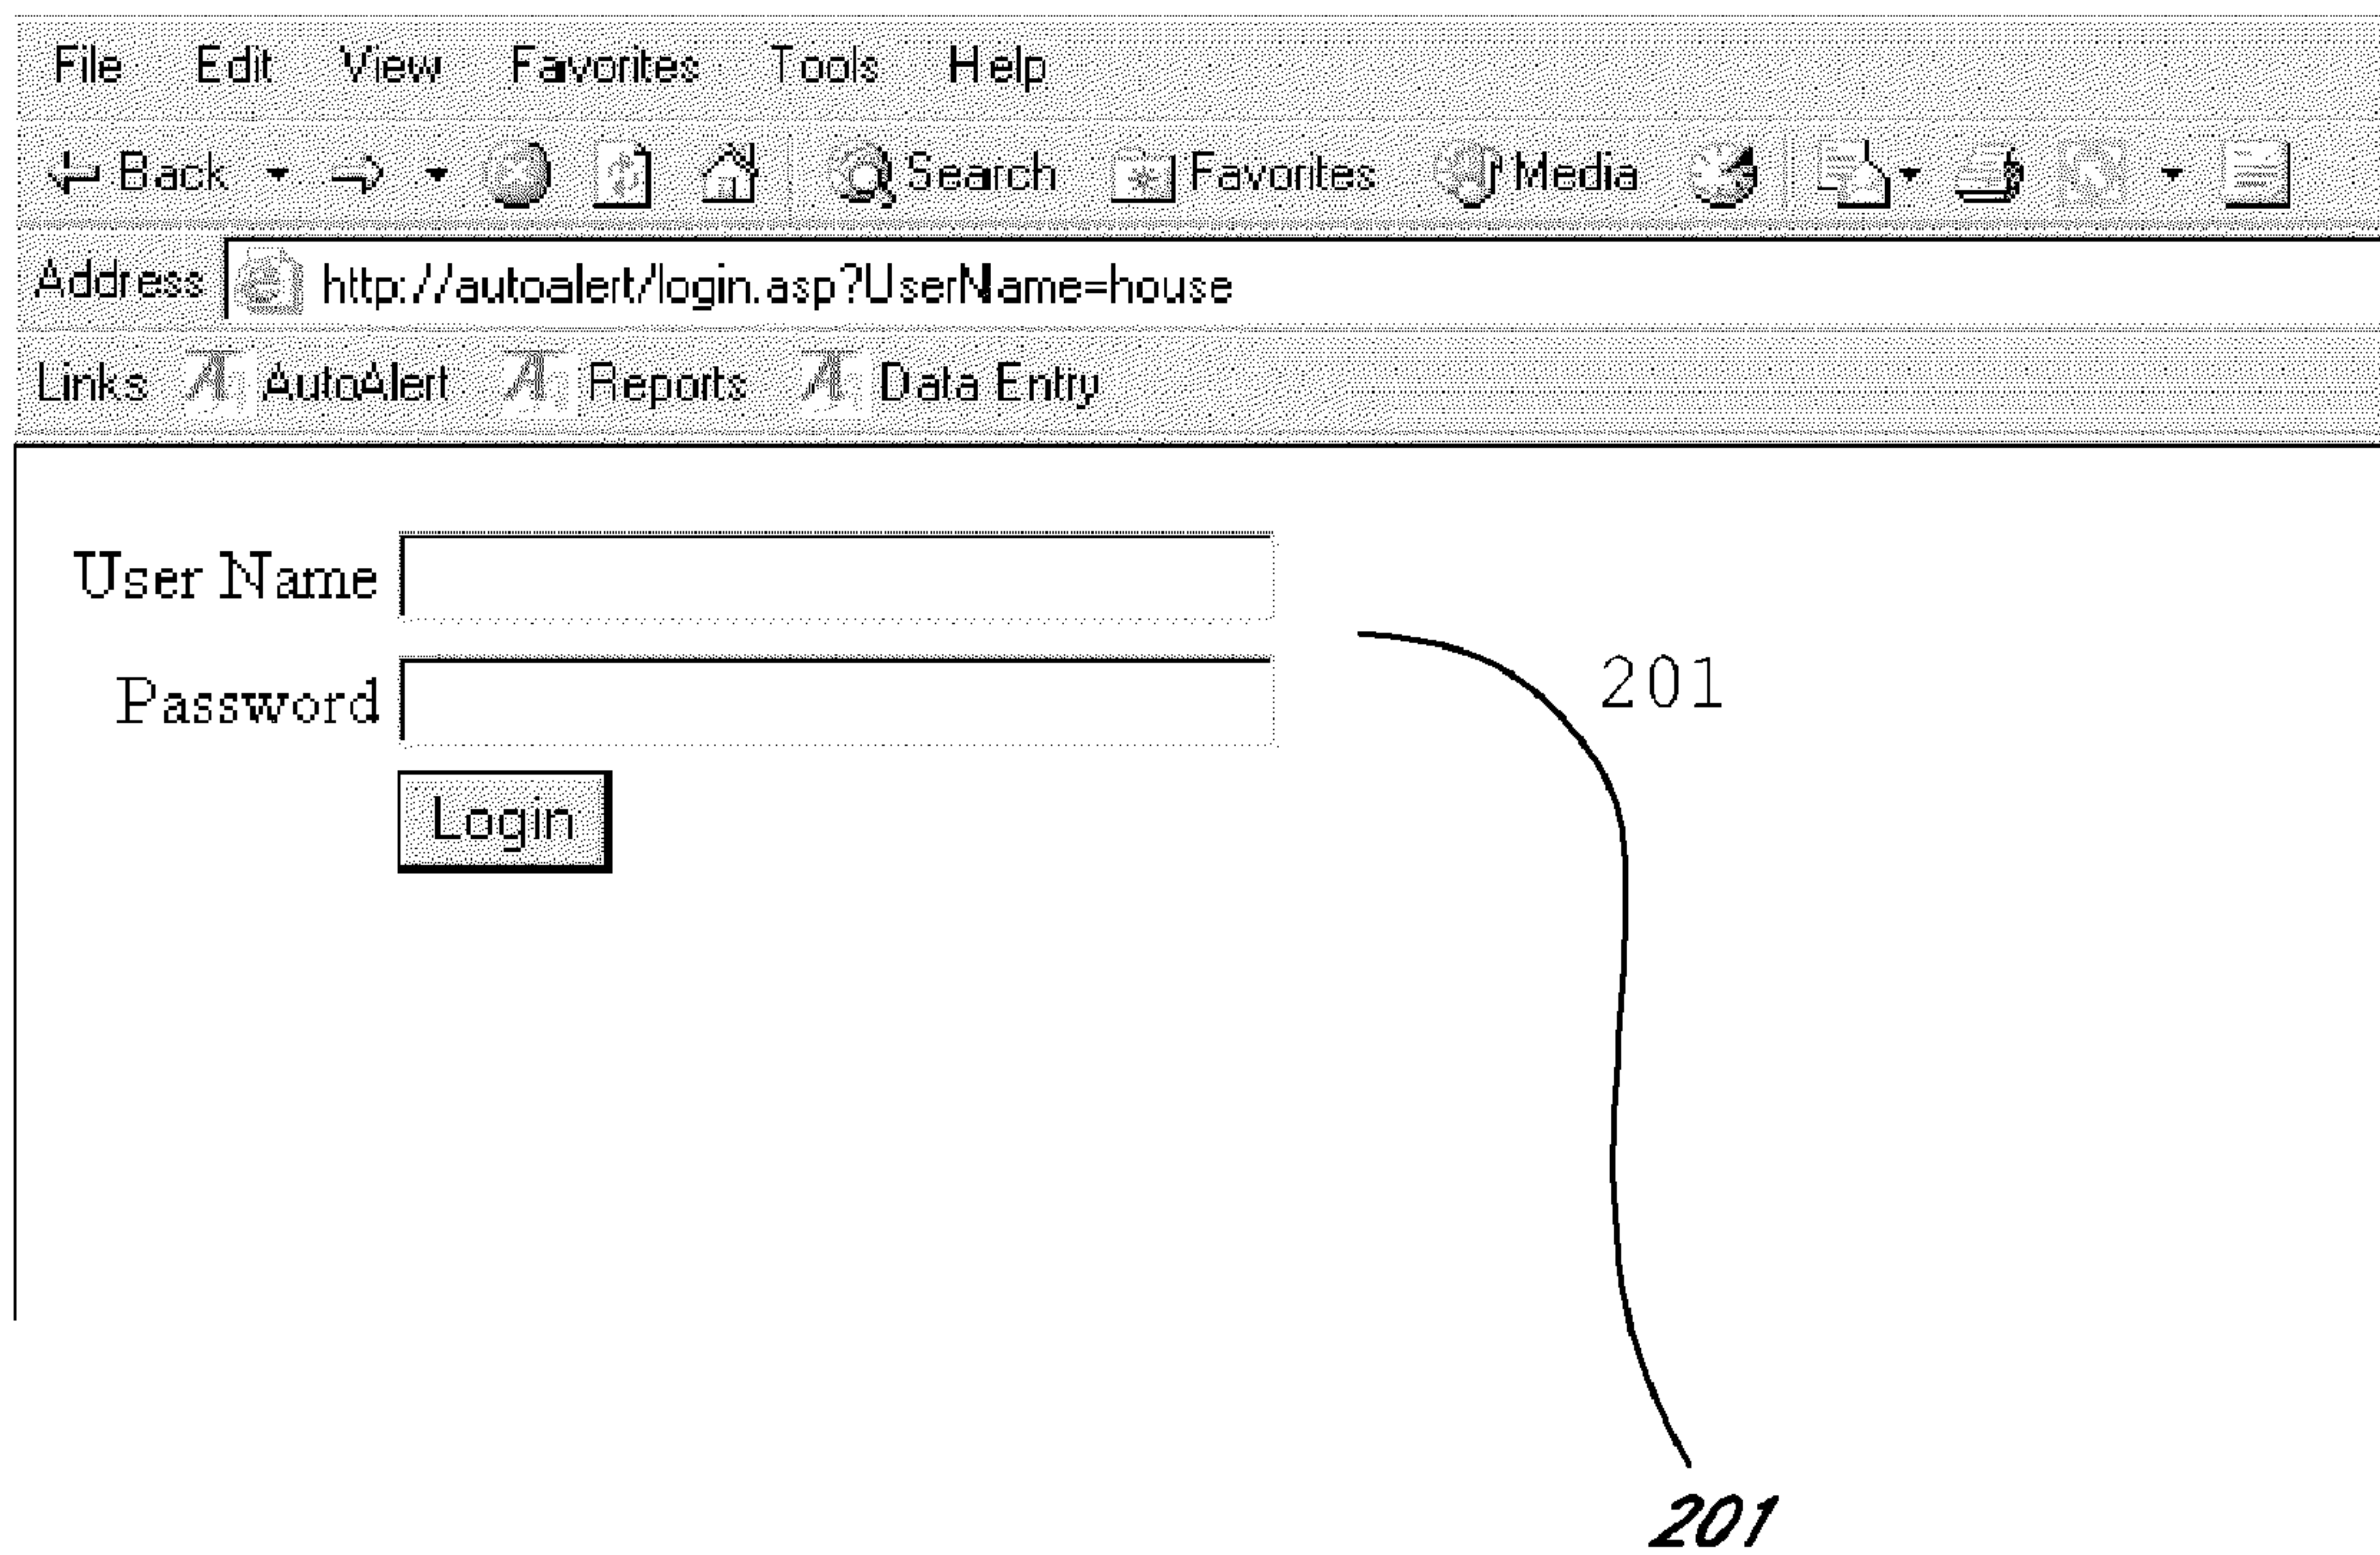 File Edit View Favorites Tools Help
Back Search Favorites Media
Address http://autoalert/login.asp?UserName=house
Links AutoAlert Reports Data Entry
User Name
Password
201
Login
201